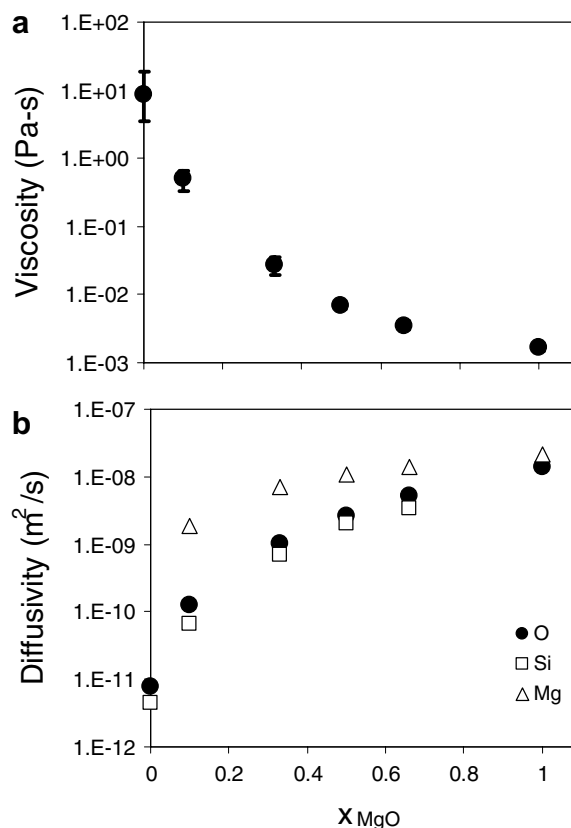 a
Viscosity (Pa-s)
1.E+02
1.E+01
1.E+00
1.E-01
1.E-02
1.E-03
b
Diffusivity (m²/s)
1.E-07
1.E-08
1.E-09
1.E-10
1.E-11
1.E-12
O
Si
Mg
0 0.2 0.4 0.6 0.8 1
x MgO